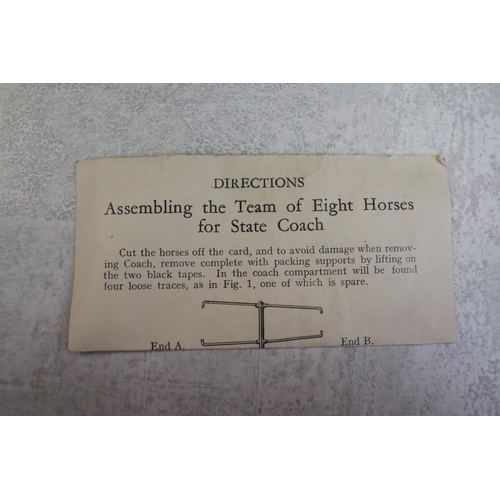 DIRECTIONS
Assembling the Team of Eight Horses
for State Coach
Cut the horses off the card, and to avoid damage when remov-
ing Coach, remove complete with packing supports by lifting on
the two black tapes. In the coach compartment will be found
four loose traces, as in Fig. 1, one of which is spare.
End A. End B.